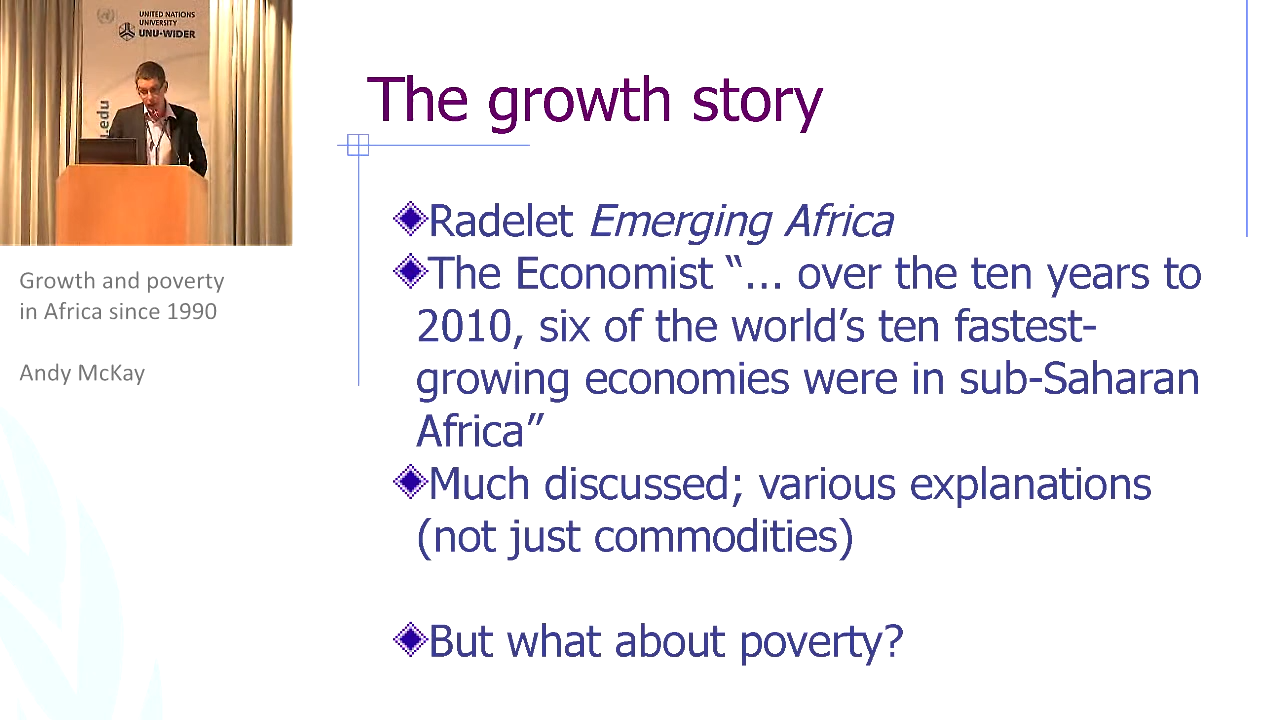 UNITED NATIONS
UNIVERSITY
UNU-WIDER
u.edu
Growth and poverty
in Africa since 1990
Andy McKay
The growth story
Radelet Emerging Africa
The Economist “... over the ten years to
2010, six of the world’s ten fastest-
growing economies were in sub-Saharan
Africa”
Much discussed; various explanations
(not just commodities)
But what about poverty?